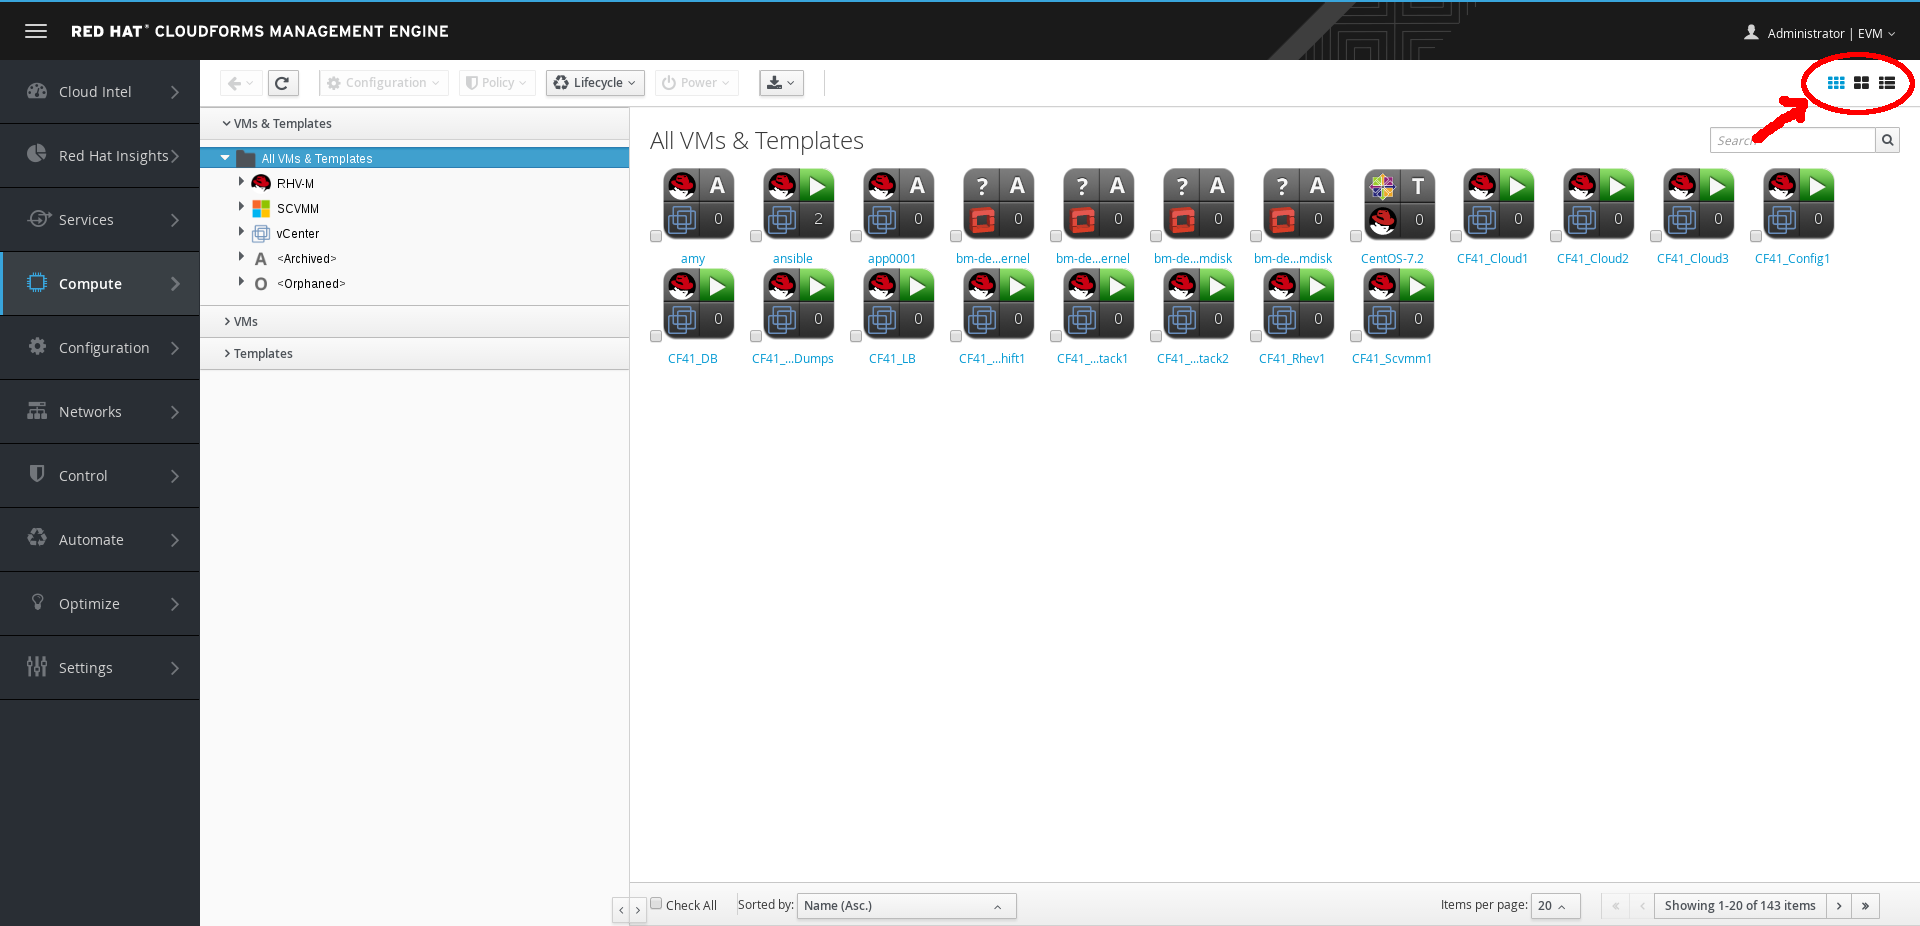 RED HAT® CLOUDFORMS MANAGEMENT ENGINE
Administrator | EVM
Cloud Intel
Red Hat Insights
Services
Compute
Configuration
Networks
Control
Automate
Optimize
Settings
Configuration
Policy
Lifecycle
Power
VMs & Templates
All VMs & Templates
RHV-M
SCVMM
vCenter
A <Archived>
O <Orphaned>
VMs
Templates
All VMs & Templates
Search
A A ? A ? A ? A ? A T
0 2 0 0 0 0 0 0 0 0 0 0
amy ansible app0001 bm-de...ernel bm-de...ernel bm-de...mdisk bm-de...mdisk CentOS-7.2 CF41_Cloud1 CF41_Cloud2 CF41_Cloud3 CF41_Config1
0 0 0 0 0 0 0 0
CF41_DB CF41_...Dumps CF41_LB CF41_...hift1 CF41_...tack1 CF41_...tack2 CF41_Rhev1 CF41_Scvmm1
Check All Sorted by: Name (Asc.) Items per page: 20 « ‹ Showing 1-20 of 143 items › »